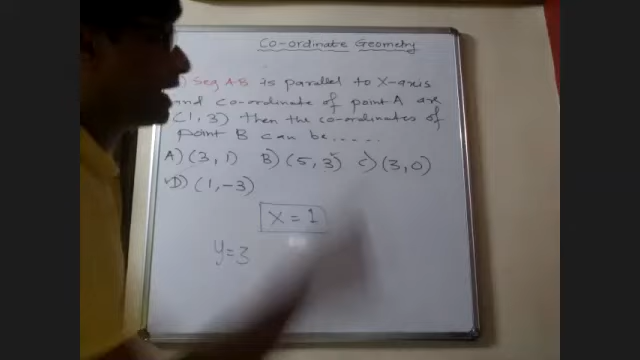 Co-ordinate Geometry
) Seg AB is parallel to X-axis
and co-ordinate of point A are
(1, 3) then the co-ordinates of
point B can be.....
A) (3, 1) B) (5, 3) C) (3, 0)
D) (1, -3)
X = 1
y = 3